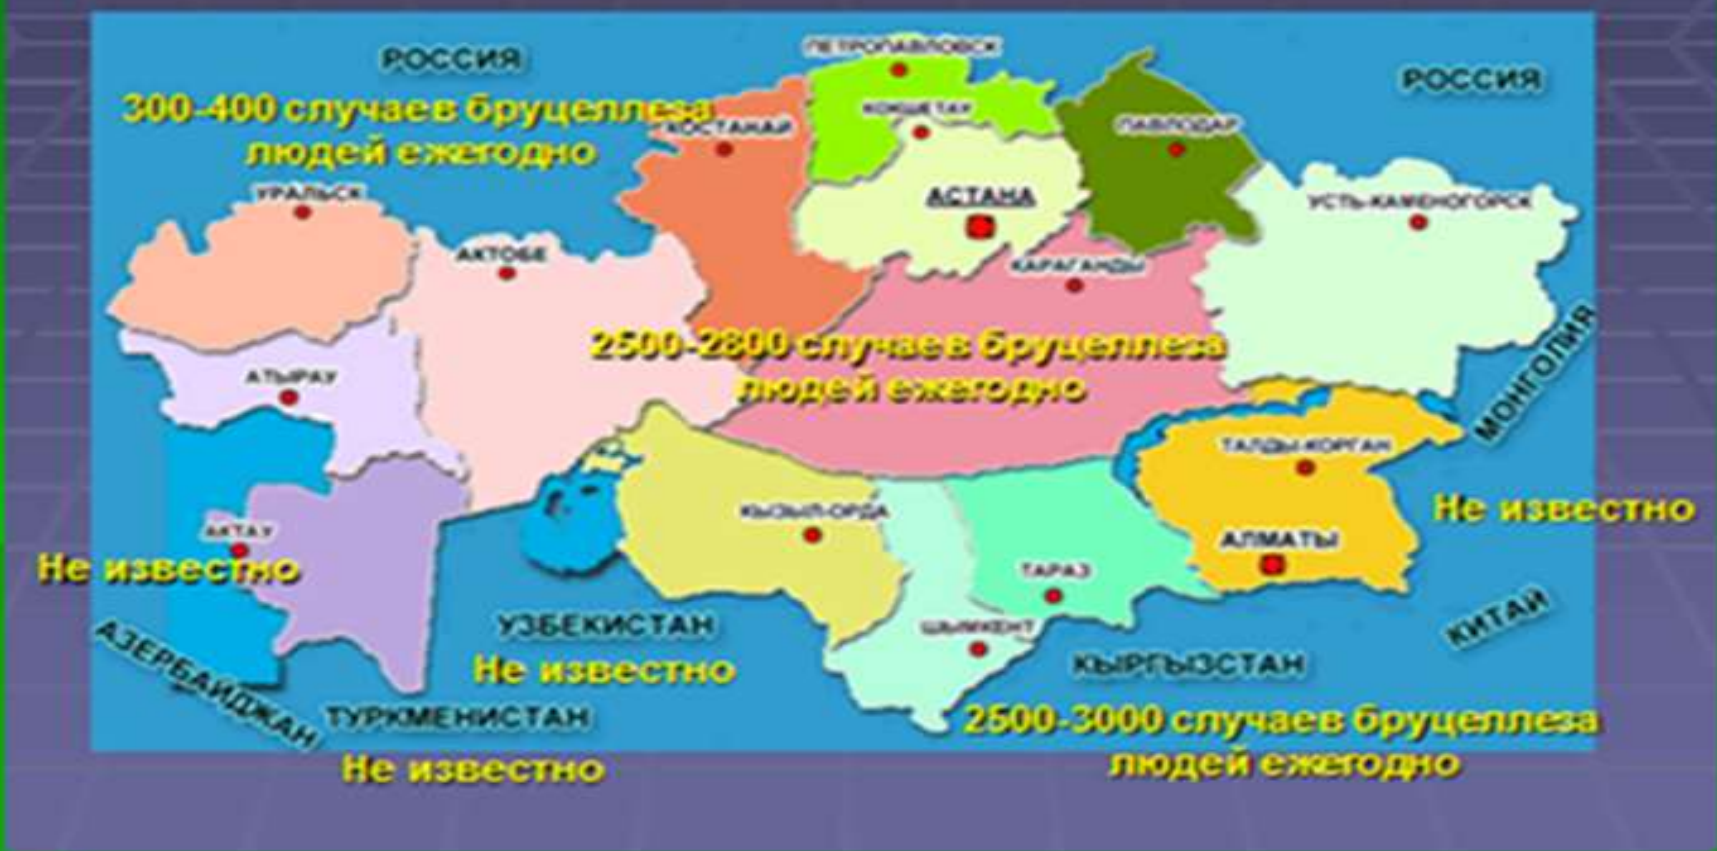 ПЕТРОПАВЛОВСК
РОССИЯ
РОССИЯ
300-400 случаев бруцеллеза
людей ежегодно
КОКШЕТАУ
КОСТАНАЙ
ПАВЛОДАР
УРАЛЬСК
АСТАНА
УСТЬ-КАМЕНОГОРСК
АКТОБЕ
КАРАГАНДЫ
2500-2800 случаев бруцеллеза
людей ежегодно
МОНГОЛИЯ
АТЫРАУ
ТАЛДЫ-КОРГАН
КЫЗЫЛ-ОРДА
Не известно
АКТАУ
АЛМАТЫ
Не известно
ТАРАЗ
УЗБЕКИСТАН
ШЫМКЕНТ
КИТАЙ
Не известно
КЫРГЫЗСТАН
АЗЕРБАЙДЖАН
ТУРКМЕНИСТАН
2500-3000 случаев бруцеллеза
людей ежегодно
Не известно